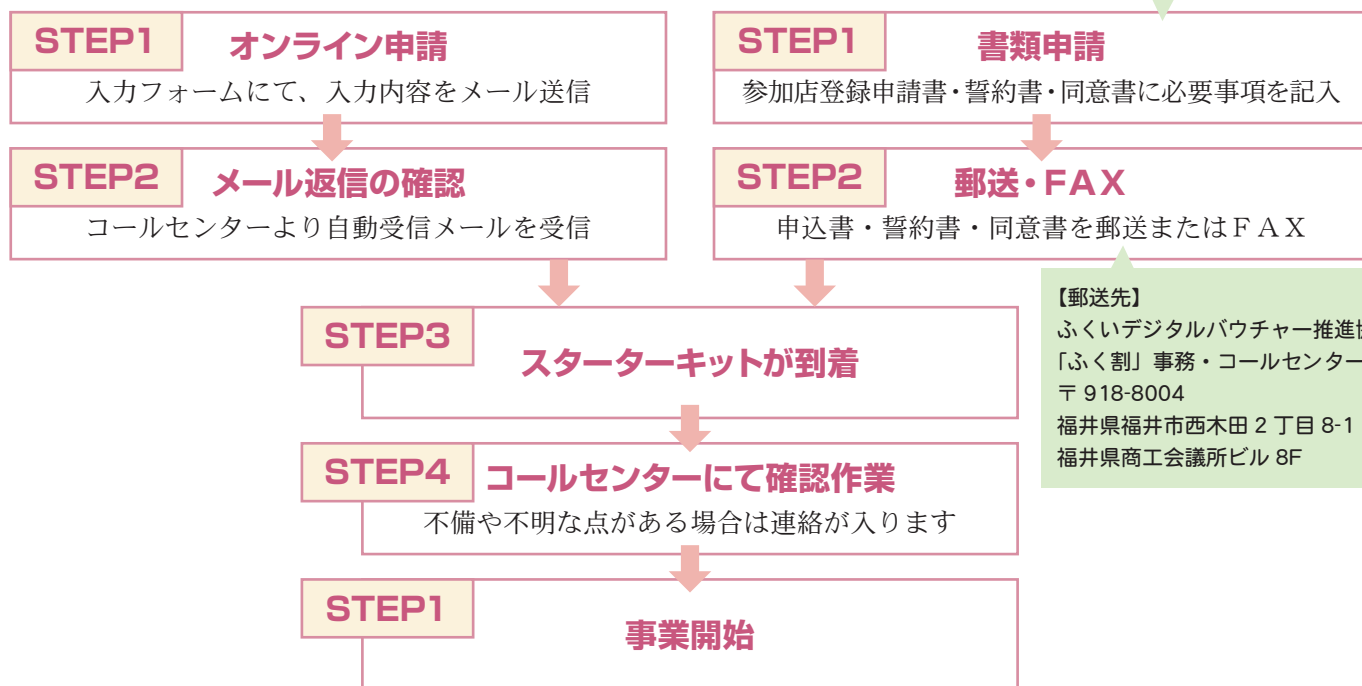 STEP1 オンライン申請
入力フォームにて、入力内容をメール送信
STEP2 メール返信の確認
コールセンターより自動受信メールを受信
STEP1 書類申請
参加店登録申請書・誓約書・同意書に必要事項を記入
STEP2 郵送・FAX
申込書・誓約書・同意書を郵送またはＦＡＸ
【郵送先】
ふくいデジタルバウチャー推進
「ふく割」事務・コールセンター
〒918-8004
福井県福井市西木田 2 丁目 8-1
福井県商工会議所ビル 8F
STEP3 スターターキットが到着
STEP4 コールセンターにて確認作業
不備や不明な点がある場合は連絡が入ります
STEP1 事業開始